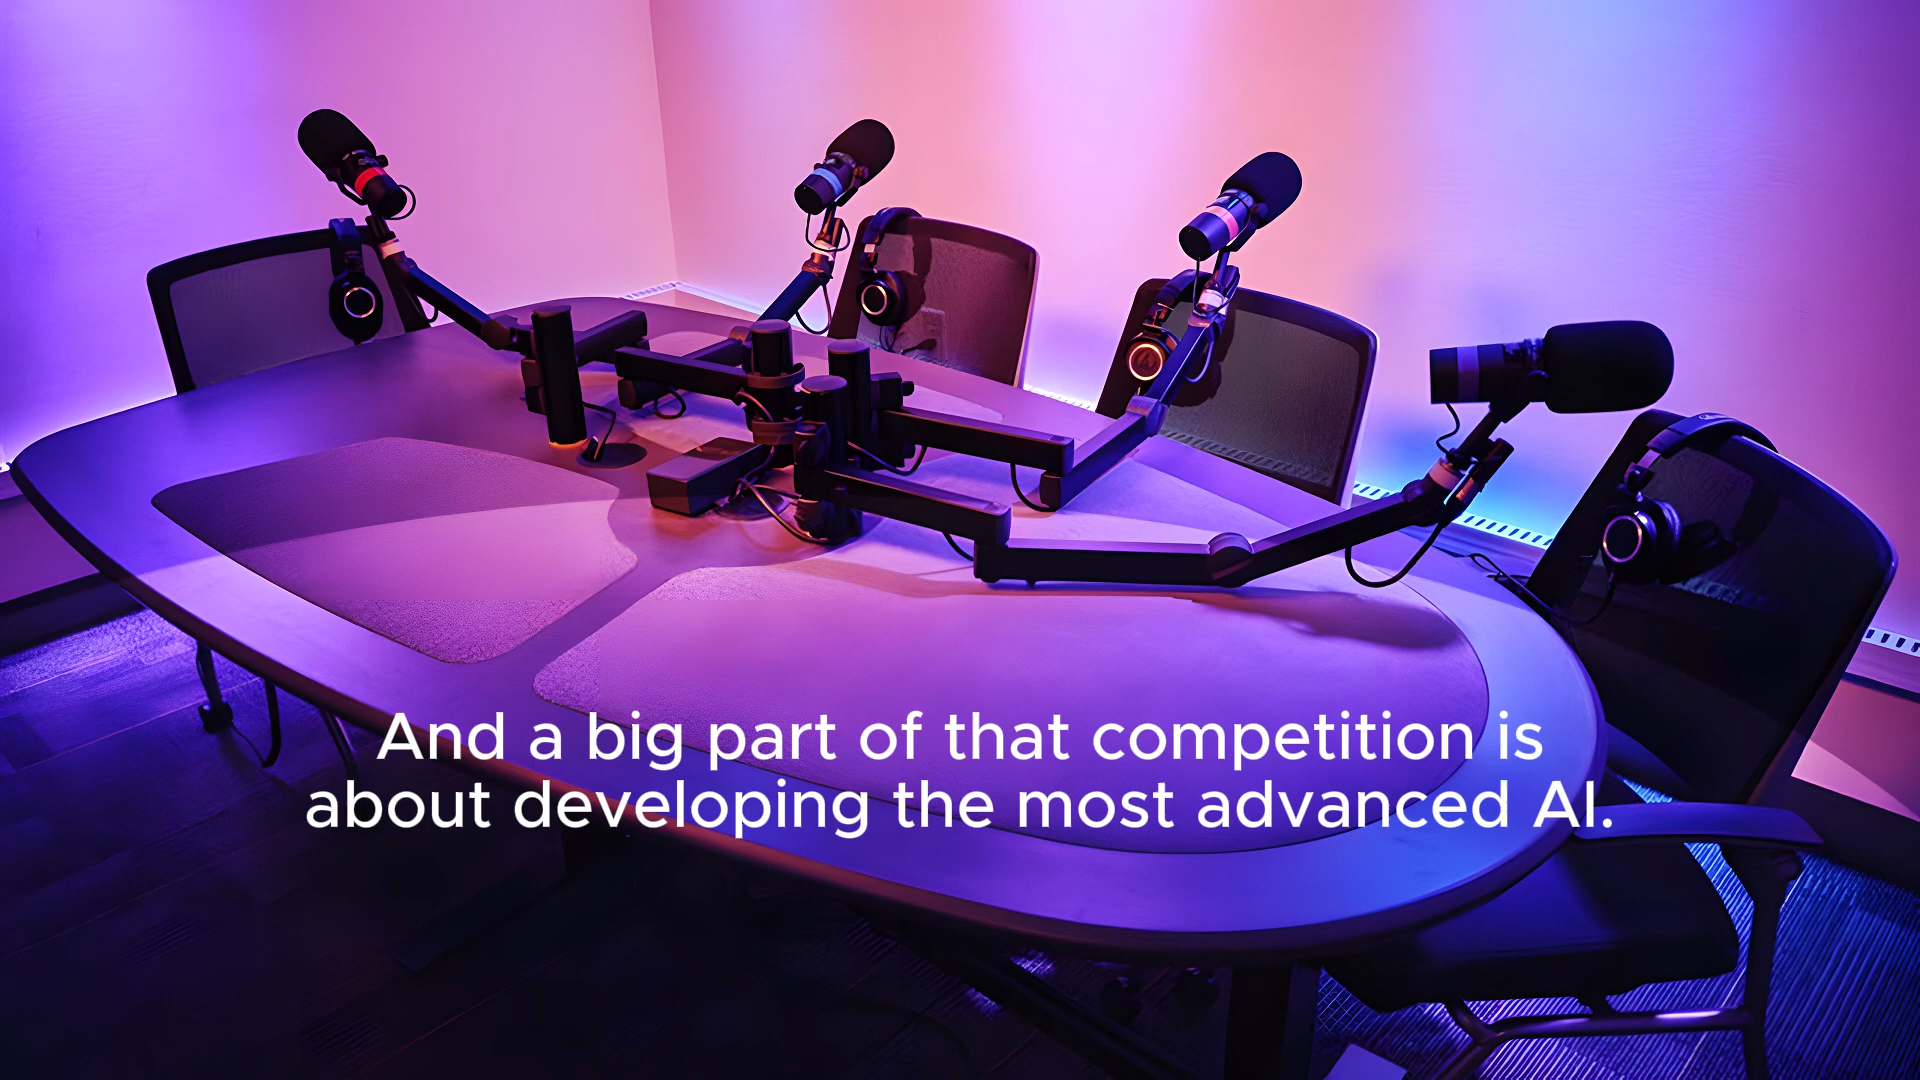 And a big part of that competition is
about developing the most advanced AI.